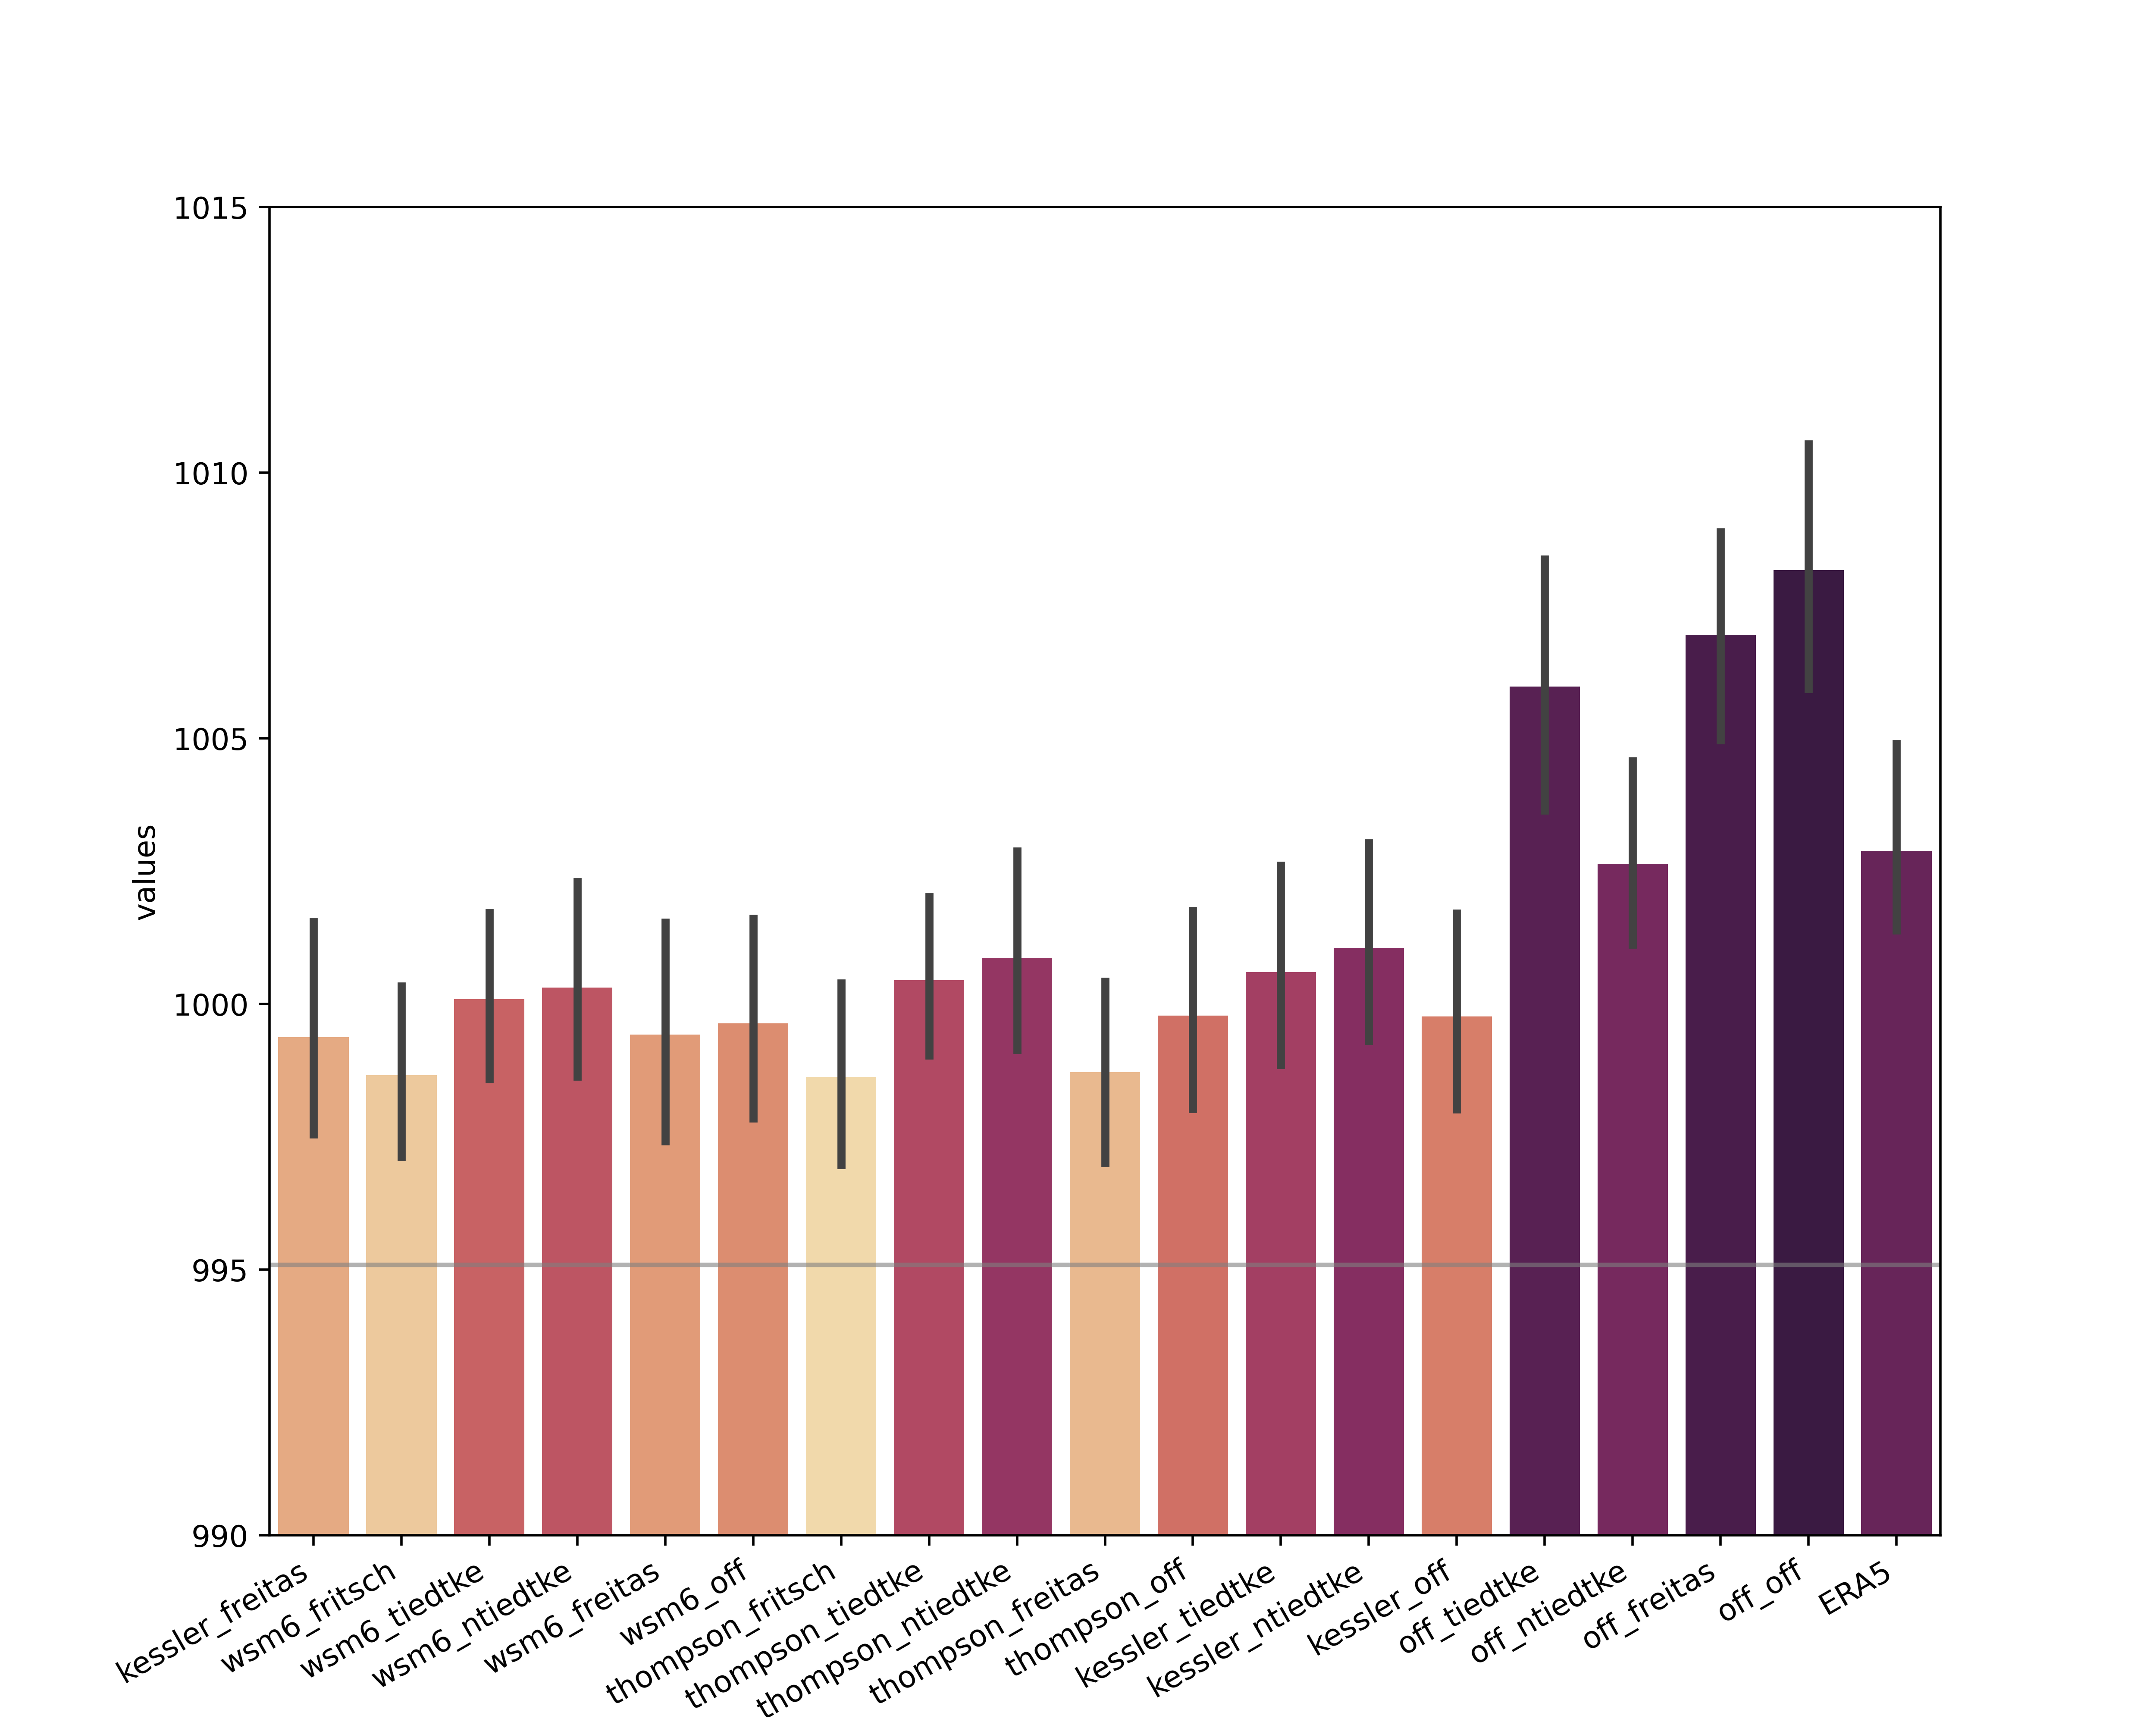 1015
1010
1005
1000
995
990
values
kessler_freitas
wsm6_fritsch
wsm6_tiedtke
wsm6_ntiedtke
wsm6_freitas
wsm6_off
thompson_fritsch
thompson_tiedtke
thompson_ntiedtke
thompson_freitas
thompson_off
kessler_tiedtke
kessler_ntiedtke
kessler_off
off_tiedtke
off_ntiedtke
off_freitas
off_off
ERA5